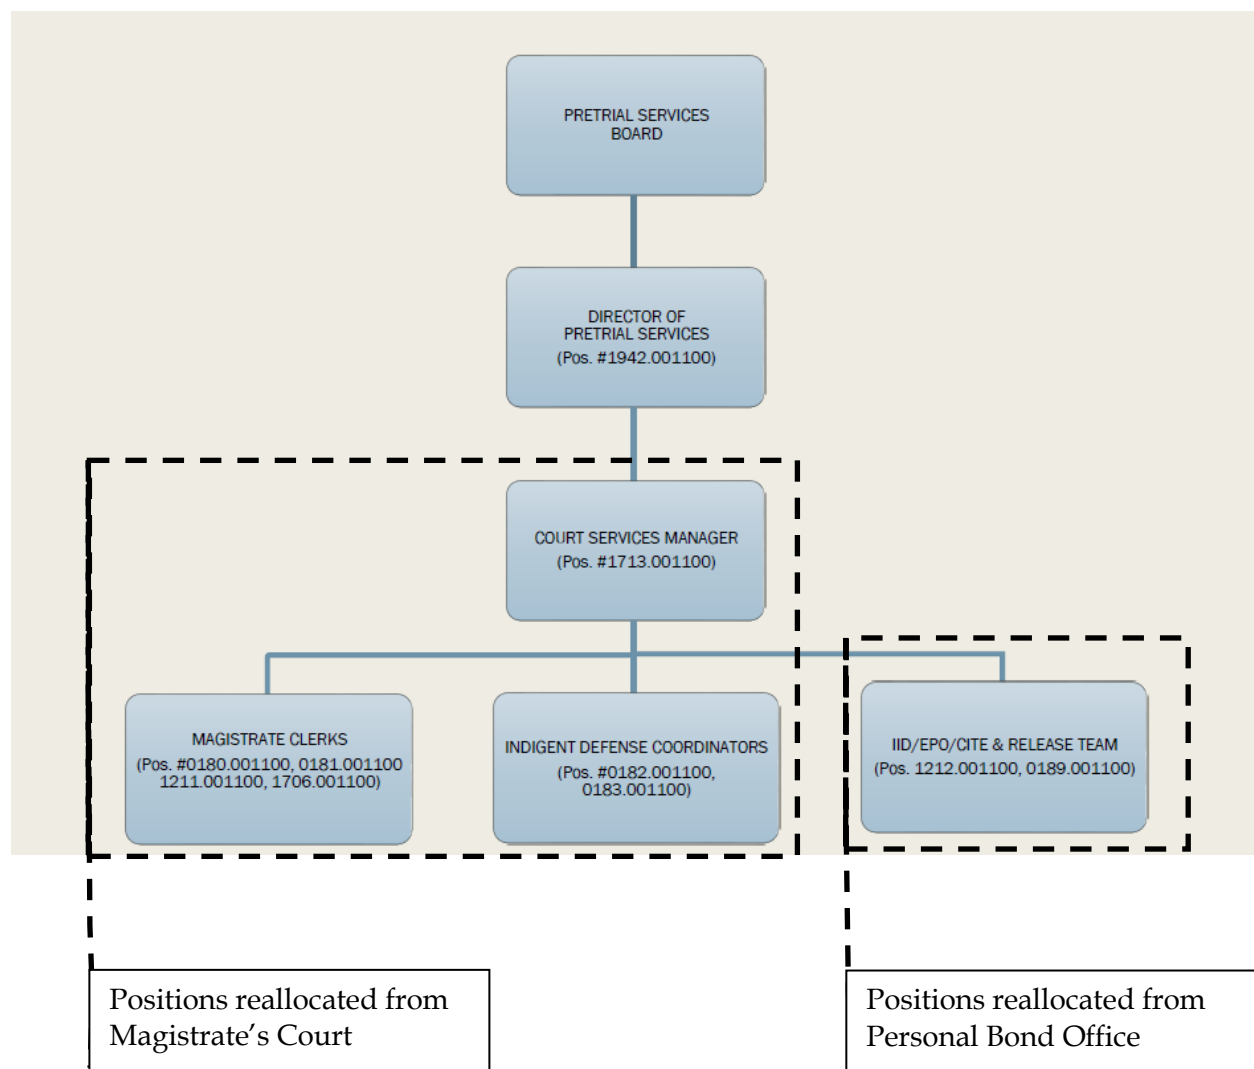 PRETRIAL SERVICES
BOARD
DIRECTOR OF
PRETRIAL SERVICES
(Pos. #1942.001100)
COURT SERVICES MANAGER
(Pos. #1713.001100)
MAGISTRATE CLERKS
(Pos. #0180.001100, 0181.001100
1211.001100, 1706.001100)
INDIGENT DEFENSE COORDINATORS
(Pos. #0182.001100,
0183.001100)
IID/EPO/CITE & RELEASE TEAM
(Pos. 1212.001100, 0189.001100)
Positions reallocated from
Magistrate’s Court
Positions reallocated from
Personal Bond Office